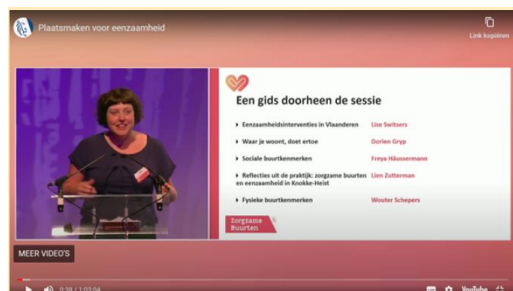 Plaatsmaken voor eenzaamheid
Link kopiëren
Een gids doorheen de sessie
Eenzaamheidsinterventies in Vlaanderen Lise Switsers
Waar je woont, doet ertoe Dorien Gryp
Sociale buurtkenmerken Freya Häussermann
Reflecties uit de praktijk: zorgzame buurten Lien Zutterman
en eenzaamheid in Knokke-Heist
Fysieke buurtkenmerken Wouter Schepers
Zorgzame
Buurten
MEER VIDEO'S
0:38 / 1:03:04
YouTube